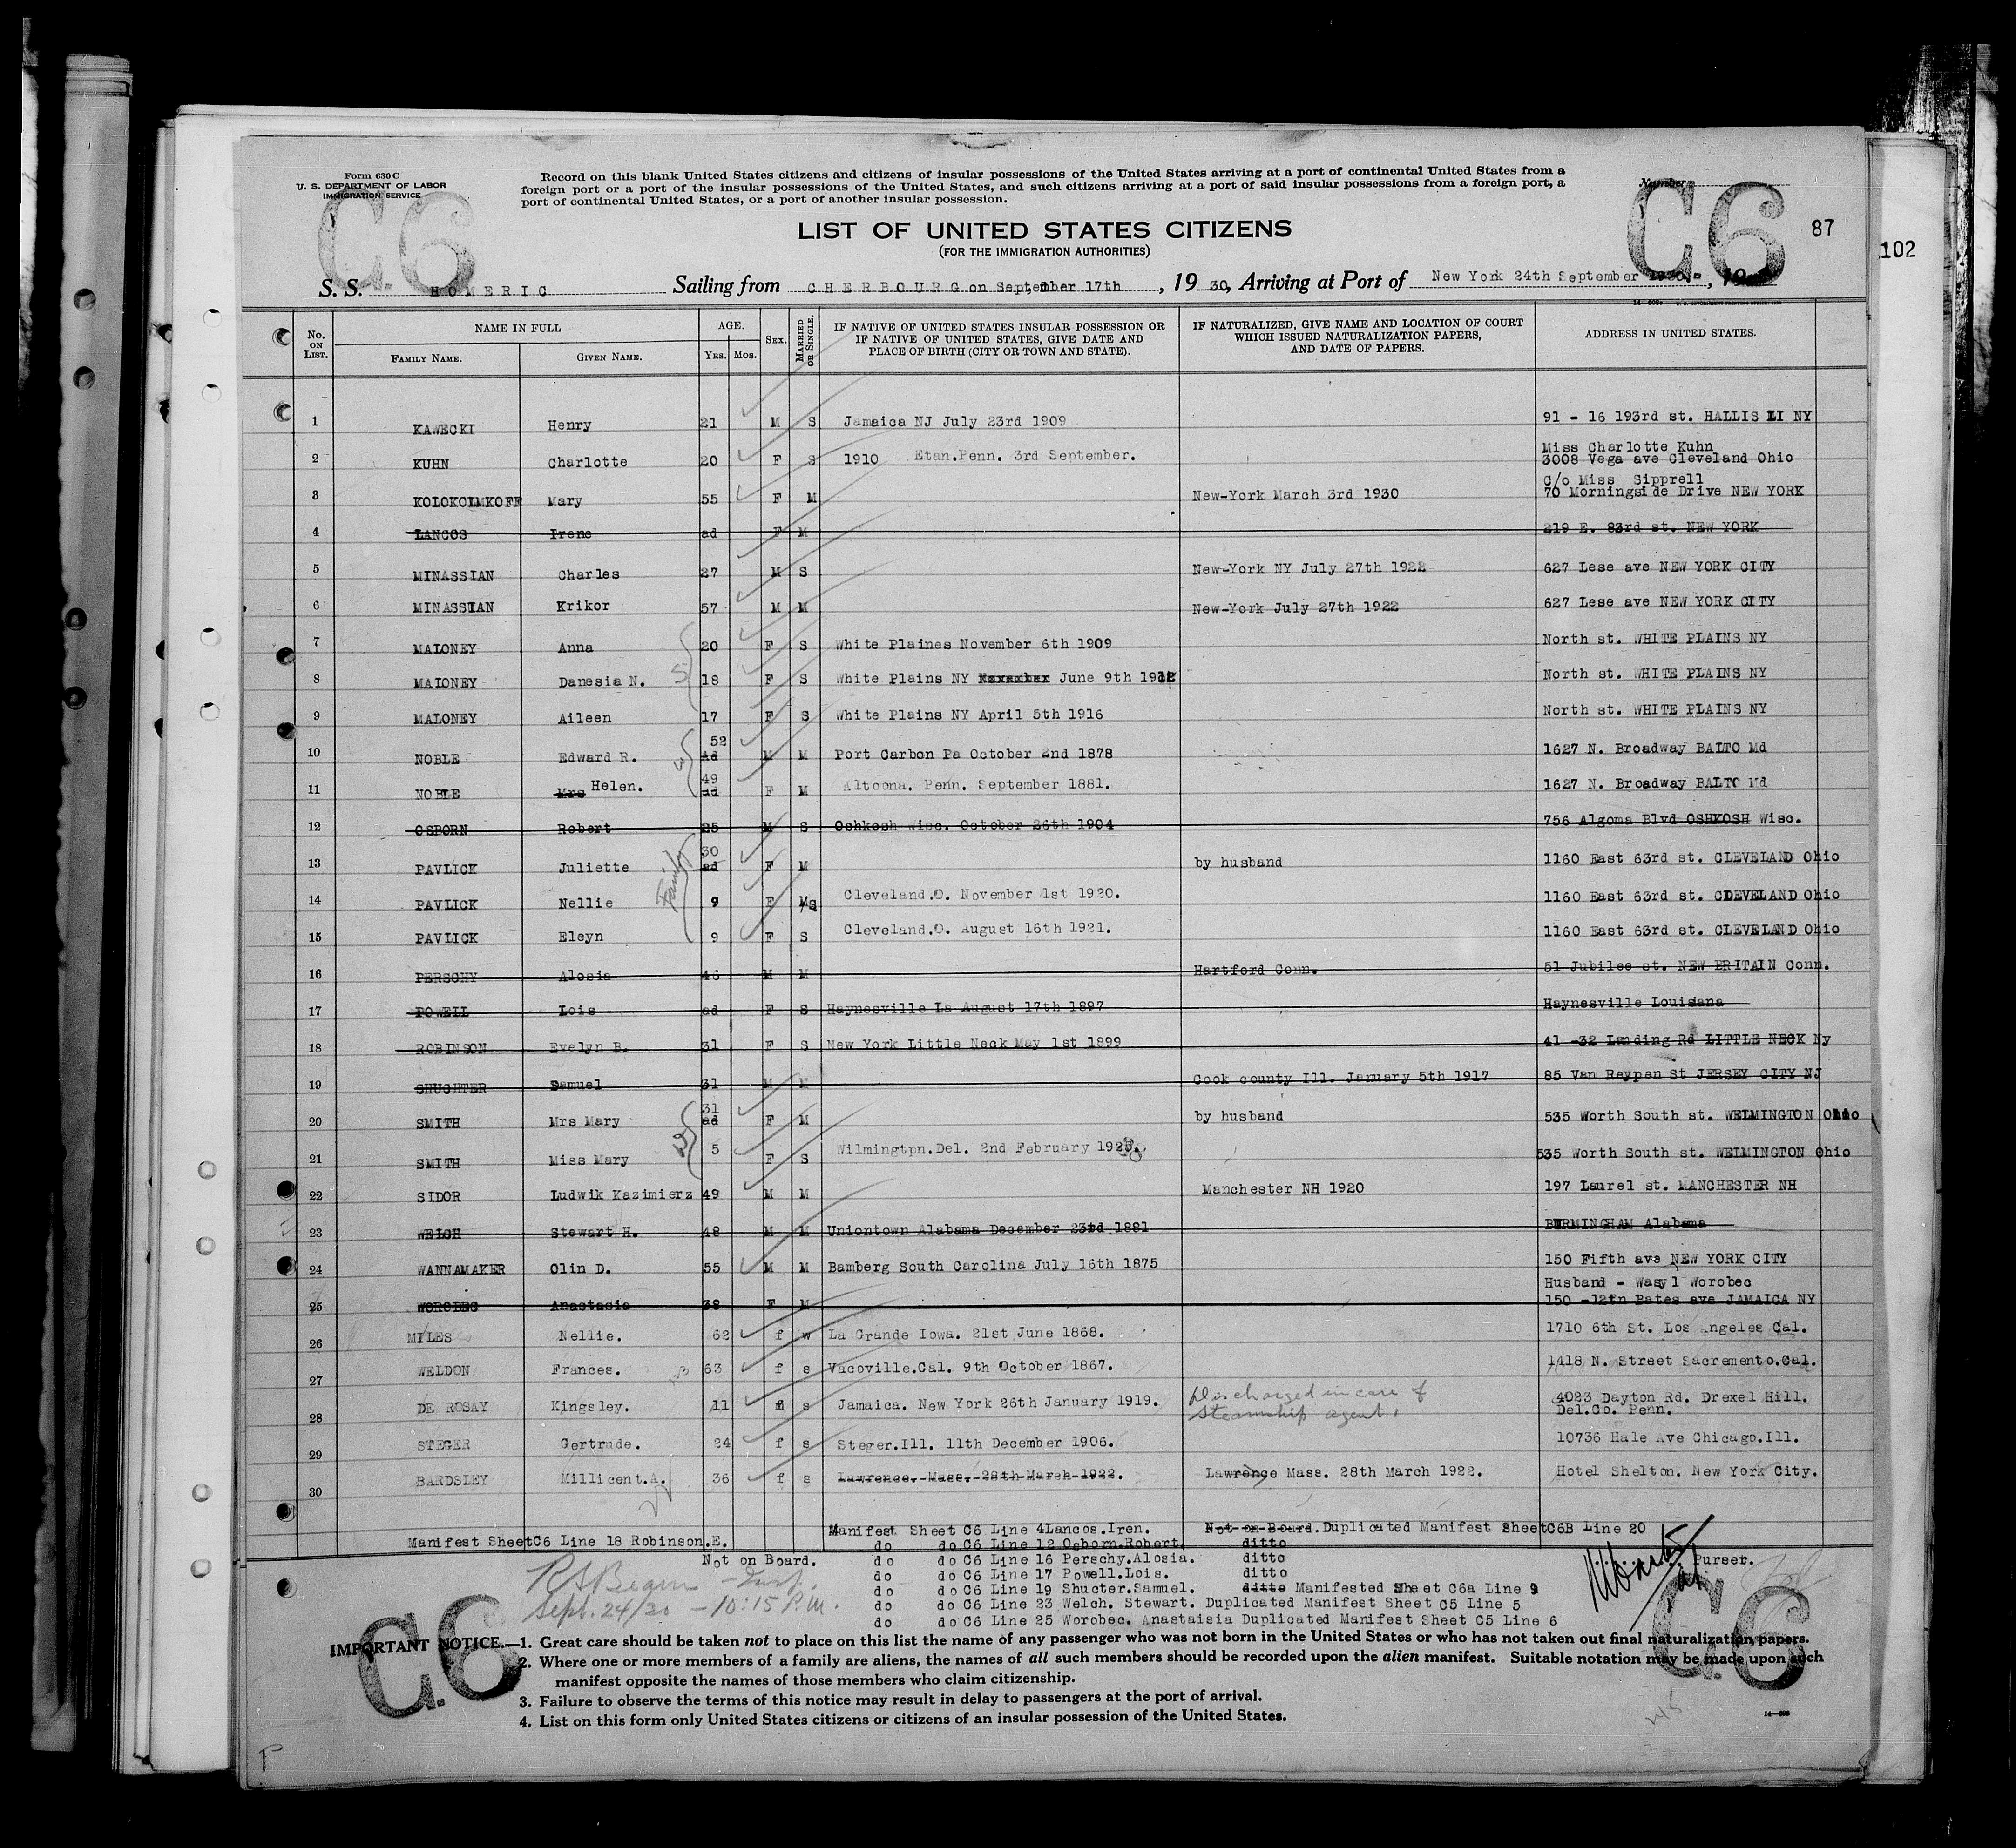 Form 630 C
U. S. DEPARTMENT OF LABOR
IMMIGRATION SERVICE
C6
Record on this blank United States citizens and citizens of insular possessions of the United States arriving at a port of continental United States from a
foreign port or a port of the insular possessions of the United States, and such citizens arriving at a port of said insular possessions from a foreign port, a
port of continental United States, or a port of another insular possession.
Number
C6
87
102
LIST OF UNITED STATES CITIZENS
(FOR THE IMMIGRATION AUTHORITIES)
S. S. HOMERIC Sailing from CHERBOURG on September 17th, 1930, Arriving at Port of New York 24th September 1930, 19
No. ON LIST.
NAME IN FULL
FAMILY NAME. GIVEN NAME.
AGE.
YRS. MOS.
SEX.
MARRIED OR SINGLE.
IF NATIVE OF UNITED STATES INSULAR POSSESSION OR
IF NATIVE OF UNITED STATES, GIVE DATE AND
PLACE OF BIRTH (CITY OR TOWN AND STATE).
IF NATURALIZED, GIVE NAME AND LOCATION OF COURT
WHICH ISSUED NATURALIZATION PAPERS,
AND DATE OF PAPERS.
ADDRESS IN UNITED STATES.
1 KAWECKI Henry 21 M S Jamaica NJ July 23rd 1909 91 - 16 193rd st. HALLIS LI NY
2 KUHN Charlotte 20 F S 1910 Etan.Penn. 3rd September. Miss Charlotte Kuhn
3008 Vega ave Cleveland Ohio
3 KOLOKOLMKOFF Mary 55 F M New-York March 3rd 1930 C/o Miss Sipprell
70 Morningside Drive NEW YORK
4 LANCOS Irene ad F M 219 E. 83rd st. NEW YORK
5 MINASSIAN Charles 27 M S New-York NY July 27th 1922 627 Lese ave NEW YORK CITY
6 MINASSIAN Krikor 57 M M New-York July 27th 1922 627 Lese ave NEW YORK CITY
7 MALONEY Anna 20 F S White Plaines November 6th 1909 North st. WHITE PLAINS NY
8 MALONEY Danesia N. 18 F S White Plains NY June 9th 1912 North st. WHITE PLAINS NY
9 MALONEY Aileen 17 F S White Plains NY April 5th 1916 North st. WHITE PLAINS NY
10 NOBLE Edward R. 52 ad M M Port Carbon Pa October 2nd 1878 1627 N. Broadway BALTO Md
11 NOBLE Mrs Helen. 49 ad F M Altoona. Penn. September 1881. 1627 N. Broadway BALTO Md
12 OSBORN Robert 25 M S Oshkosh Wisc. October 26th 1904 756 Algoma Blvd OSHKOSH Wisc.
Family
13 PAVLICK Juliette 30 ad F M by husband 1160 East 63rd st. CLEVELAND Ohio
14 PAVLICK Nellie 9 F M/S Cleveland.O. November 1st 1920. 1160 East 63rd st. CLEVELAND Ohio
15 PAVLICK Eleyn 9 F S Cleveland.O. August 16th 1921. 1160 East 63rd st. CLEVELAND Ohio
16 PERSCHY Alosia 46 M M Hartford Conn. 51 Jubilee st. NEW BRITAIN Conn.
17 POWELL Lois ad F S Haynesville La August 17th 1897 Haynesville Louisiana
18 ROBINSON Evelyn B. 31 F S New York Little Neck May 1st 1899 41 -32 Landing Rd LITTLE NECK Ny
19 SHUCHTER Samuel 31 M M Cook county Ill. January 5th 1917 85 Van Reypen St JERSEY CITY NJ
20 SMITH Mrs Mary 31 ad F M by husband 535 Worth South st. WELMINGTON Ohio
21 SMITH Miss Mary 5 F S Wilmingtpn.Del. 2nd February 1925. 535 Worth South st. WELMINGTON Ohio
22 SIDOR Ludwik Kazimierz 49 M M Manchester NH 1920 197 Laurel st. MANCHESTER NH
23 WELCH Stewart H. 48 M M Uniontown Alabama December 23rd 1881 BIRMINGHAM Alabama
24 WANNAMAKER Olin D. 55 M M Bamberg South Carolina July 16th 1875 150 Fifth ave NEW YORK CITY
25 WOROBEC Anastasia 38 F M Husband - Wasyl Worobec
150 -12th Bates ave JAMAICA NY
26 MILES Nellie. 62 f w La Grande Iowa. 21st June 1868. 1710 6th St. Los Angeles Cal.
27 WELDON Frances. 63 f s Vacoville.Cal. 9th October 1867. 1418 N. Street Sacremento.Cal.
28 DE ROSAY Kingsley. 11 s Jamaica. New York 26th January 1919. Discharged in care of
steamship agent. 4023 Dayton Rd. Drexel Hill.
Del.Co. Penn.
29 STEGER Gertrude. 24 f s Steger.Ill. 11th December 1906. 10736 Hale Ave Chicago.Ill.
30 BARDSLEY Millicent.A. 36 f s Lawrence. Mass. 28th March 1922. Lawrence Mass. 28th March 1922. Hotel Shelton. New York City.
Manifest Sheet C6 Line 4Lancos.Iren. Not on Board.Duplicated Manifest SheetC6B Line 20
Manifest SheetC6 Line 18 Robinson.E.
Not on Board.
do do C6 Line 12 Osborn.Robert ditto
do do C6 Line 16 Perschy.Alosia. ditto
do do C6 Line 17 Powell.Lois. ditto
do do C6 Line 19 Shucter.Samuel. ditto Manifested Sheet C6a Line 9
do do C6 Line 23 Welch. Stewart. Duplicated Manifest Sheet C5 Line 5
do do C6 Line 25 Worobec. Anastaisia Duplicated Manifest Sheet C5 Line 6
Purser.
Sept. 24/30 - 10:15 P.M.
IMPORTANT NOTICE.—1. Great care should be taken not to place on this list the name of any passenger who was not born in the United States or who has not taken out final naturalization papers.
2. Where one or more members of a family are aliens, the names of all such members should be recorded upon the alien manifest. Suitable notation may be made upon such
manifest opposite the names of those members who claim citizenship.
3. Failure to observe the terms of this notice may result in delay to passengers at the port of arrival.
4. List on this form only United States citizens or citizens of an insular possession of the United States.
C.6
C.6